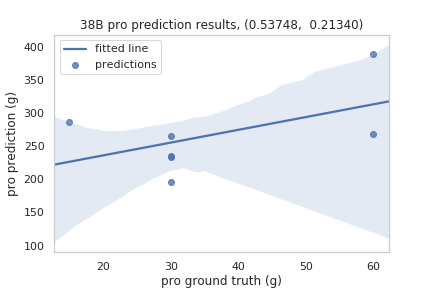 38B pro prediction results, (0.53748,  0.21340)
fitted line
predictions
pro prediction (g)
400
350
300
250
200
150
100
20 30 40 50 60
pro ground truth (g)